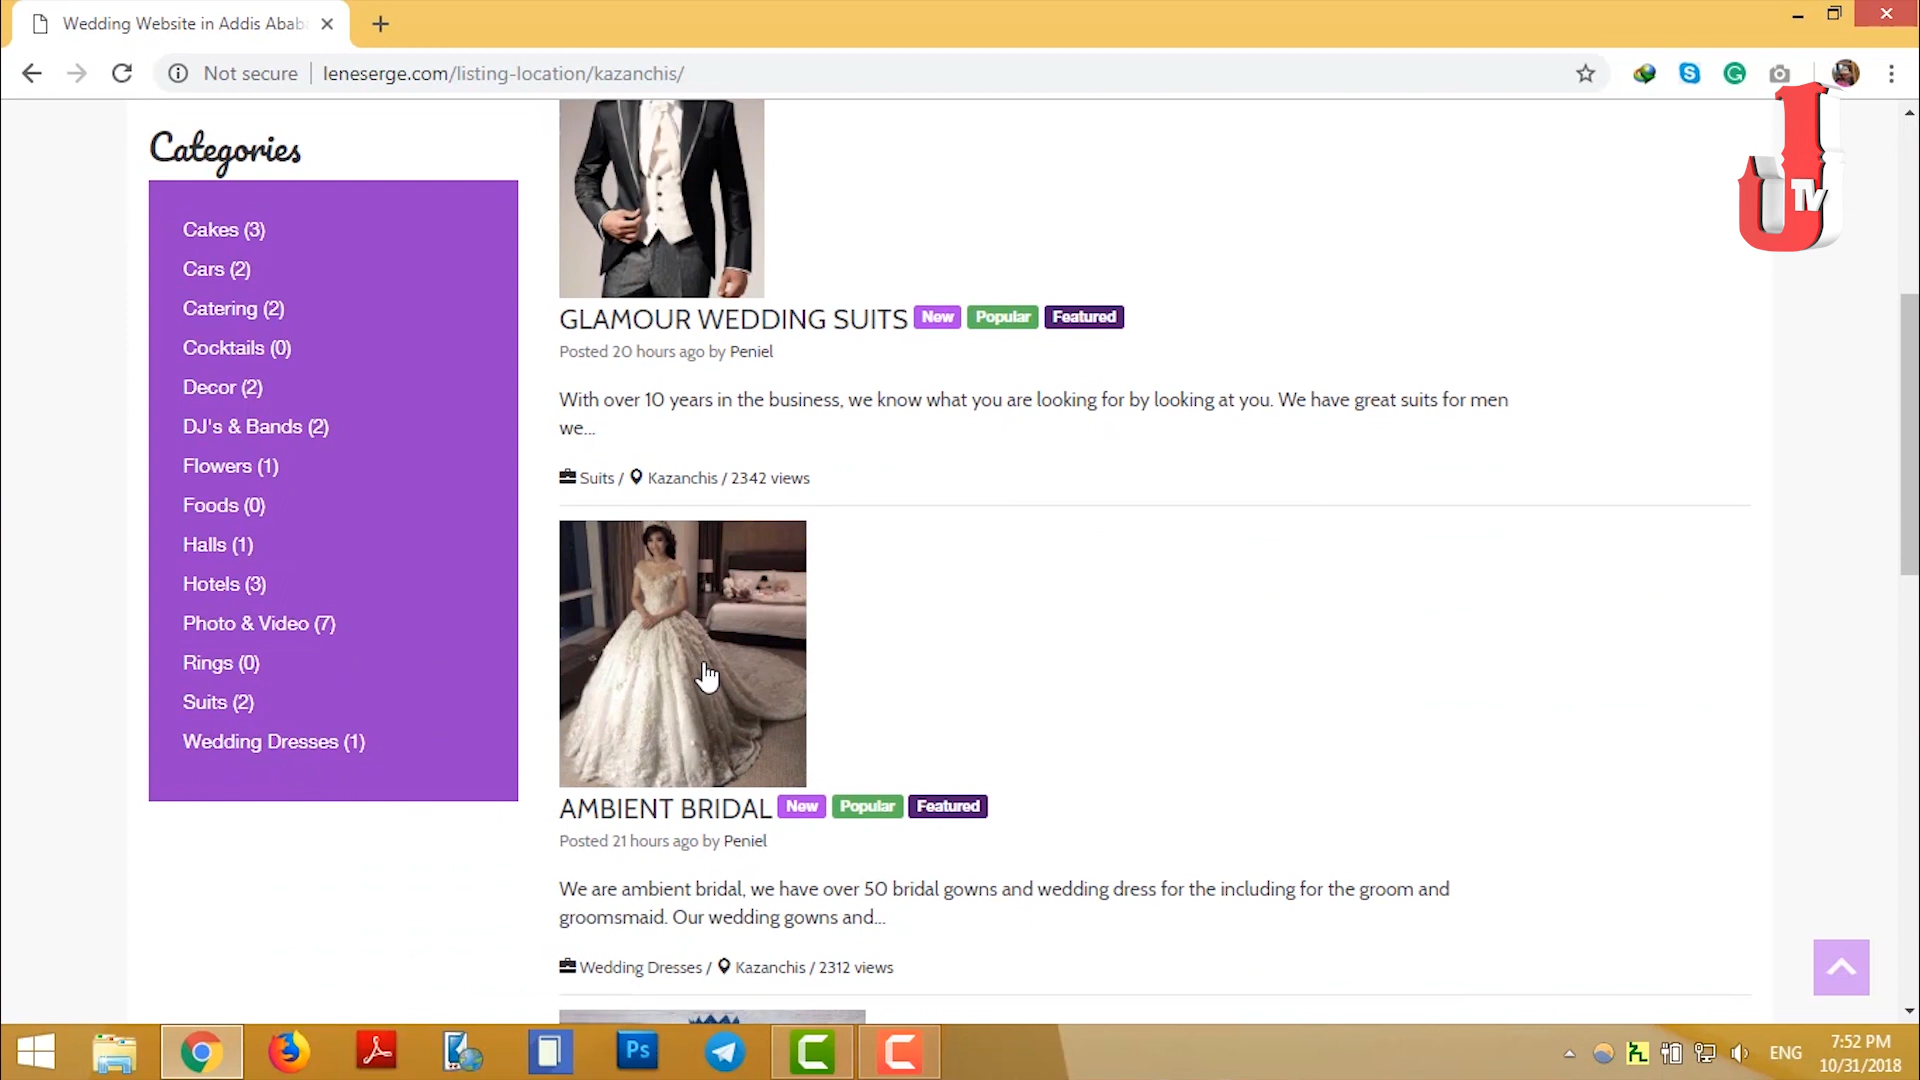 Wedding Website in Addis Abab
Not secure
leneserge.com/listing-location/kazanchis/
J TV
Categories
Cakes (3)
Cars (2)
Catering (2)
Cocktails (0)
Decor (2)
DJ's & Bands (2)
Flowers (1)
Foods (0)
Halls (1)
Hotels (3)
Photo & Video (7)
Rings (0)
Suits (2)
Wedding Dresses (1)
GLAMOUR WEDDING SUITS New Popular Featured
Posted 20 hours ago by Peniel
With over 10 years in the business, we know what you are looking for by looking at you. We have great suits for men
we...
Suits / Kazanchis / 2342 views
AMBIENT BRIDAL New Popular Featured
Posted 21 hours ago by Peniel
We are ambient bridal, we have over 50 bridal gowns and wedding dress for the including for the groom and
groomsmaid. Our wedding gowns and...
Wedding Dresses / Kazanchis / 2312 views
Ps
ENG
7:52 PM
10/31/2018